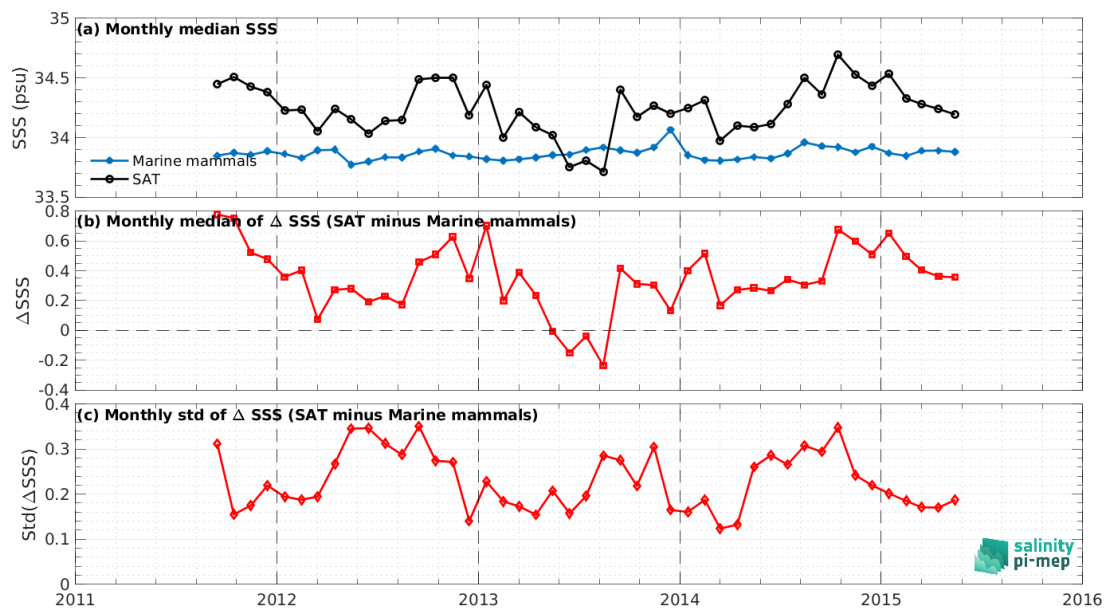 (a) Monthly median SSS
SSS (psu)
35
34.5
34
33.5
Marine mammals
SAT
(b) Monthly median of Δ SSS (SAT minus Marine mammals)
ΔSSS
0.8
0.6
0.4
0.2
0
-0.2
-0.4
(c) Monthly std of Δ SSS (SAT minus Marine mammals)
Std(ΔSSS)
0.4
0.3
0.2
0.1
0
salinity
pi-mep
2011 2012 2013 2014 2015 2016